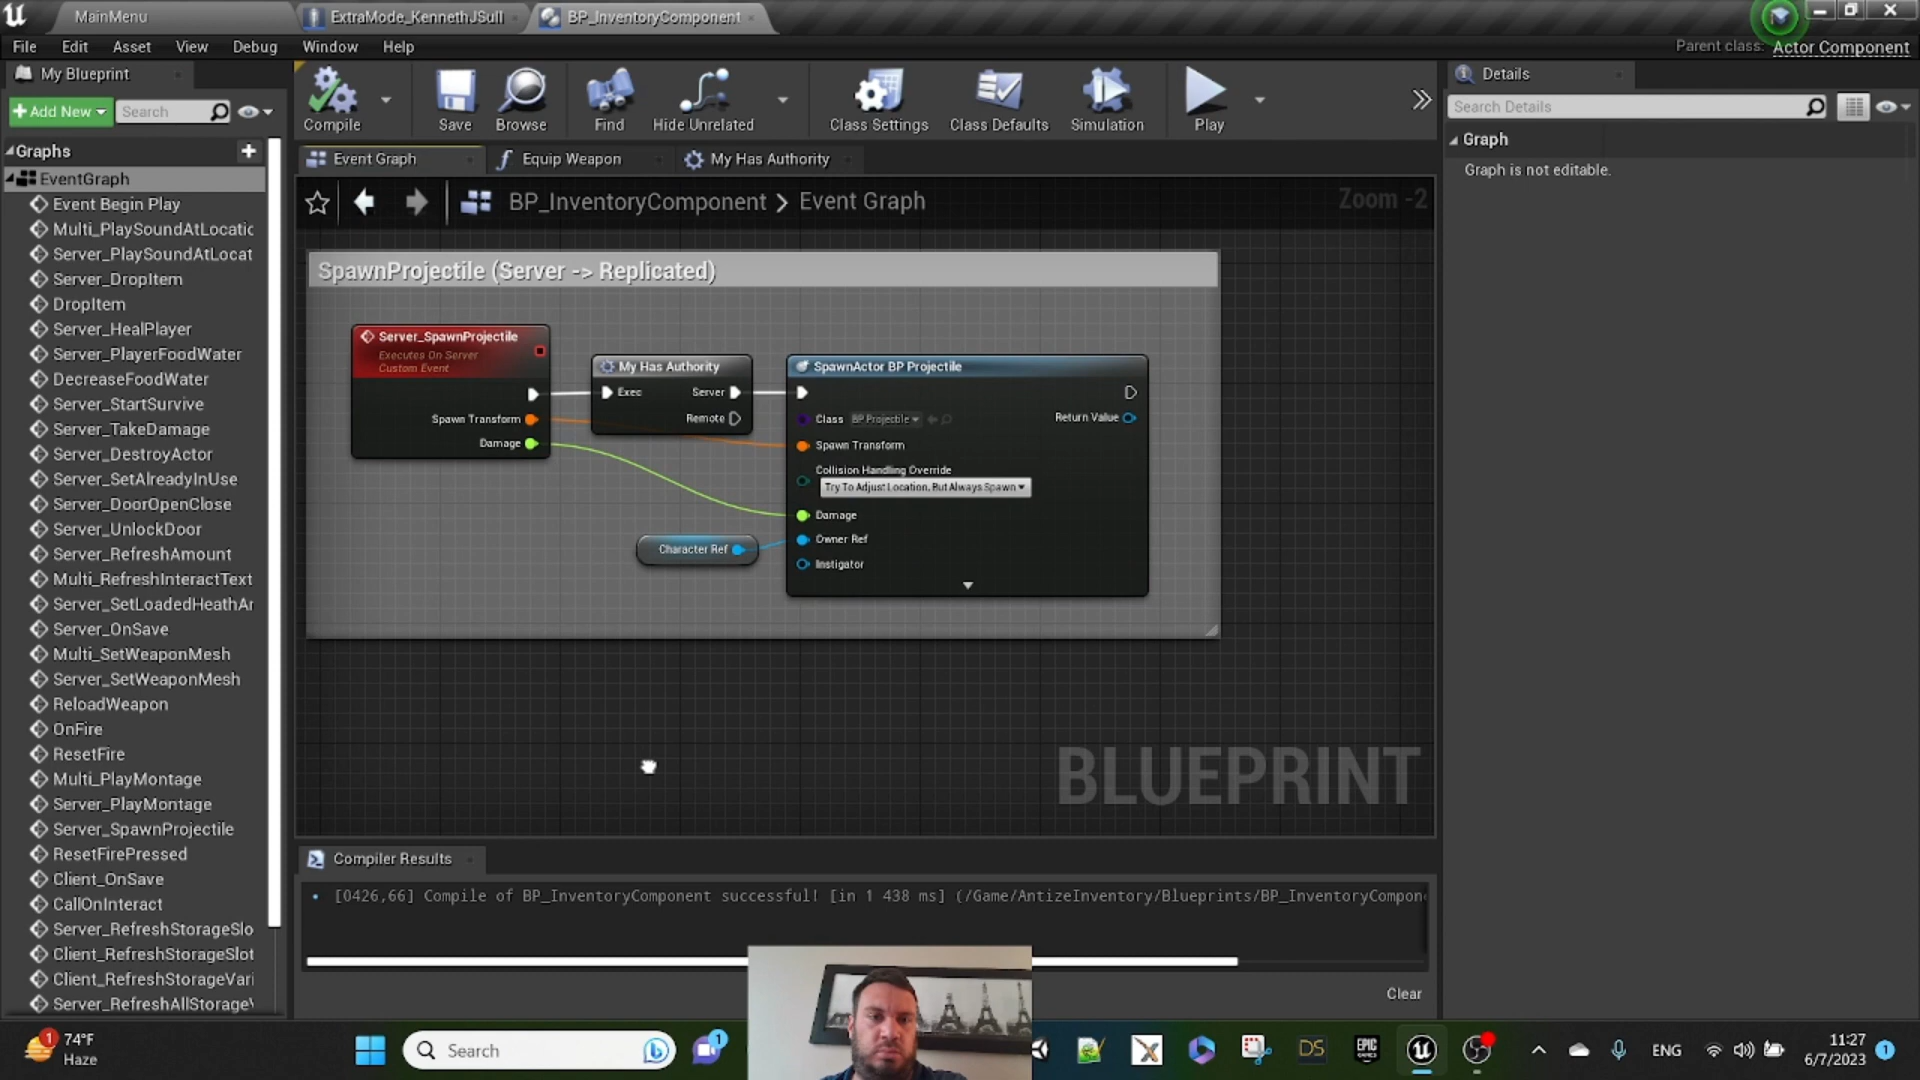 MainMenu
ExtraMode_KennethJSull
BP_InventoryComponent
File Edit Asset View Debug Window Help
Parent class: Actor Component
My Blueprint
Add New
Search
Compile
Save
Browse
Find
Hide Unrelated
Class Settings
Class Defaults
Simulation
Play
Details
Search Details
Graph
Graph is not editable.
Graphs
EventGraph
Event Begin Play
Multi_PlaySoundAtLocatic
Server_PlaySoundAtLocat
Server_DropItem
DropItem
Server_HealPlayer
Server_PlayerFoodWater
DecreaseFoodWater
Server_StartSurvive
Server_TakeDamage
Server_DestroyActor
Server_SetAlreadyInUse
Server_DoorOpenClose
Server_UnlockDoor
Server_RefreshAmount
Multi_RefreshInteractText
Server_SetLoadedHeathAr
Server_OnSave
Multi_SetWeaponMesh
Server_SetWeaponMesh
ReloadWeapon
OnFire
ResetFire
Multi_PlayMontage
Server_PlayMontage
Server_SpawnProjectile
ResetFirePressed
Client_OnSave
CallOnInteract
Server_RefreshStorageSlo
Client_RefreshStorageSlot
Client_RefreshStorageVari
Server_RefreshAllStorageV
Event Graph
Equip Weapon
My Has Authority
BP_InventoryComponent > Event Graph
Zoom -2
SpawnProjectile (Server -> Replicated)
Server_SpawnProjectile
Executes On Server
Custom Event
Spawn Transform
Damage
My Has Authority
Exec Server
Remote
SpawnActor BP Projectile
Class BP Projectile
Return Value
Spawn Transform
Collision Handling Override
Try To Adjust Location, But Always Spawn
Damage
Owner Ref
Instigator
Character Ref
BLUEPRINT
Compiler Results
[0426,66] Compile of BP_InventoryComponent successful! [in 1 438 ms] (/Game/AntizeInventory/Blueprints/BP_InventoryCompon
Clear
1
74°F
Haze
Search
1
DS
EPIC
GAMES
ENG
11:27
6/7/2023
1